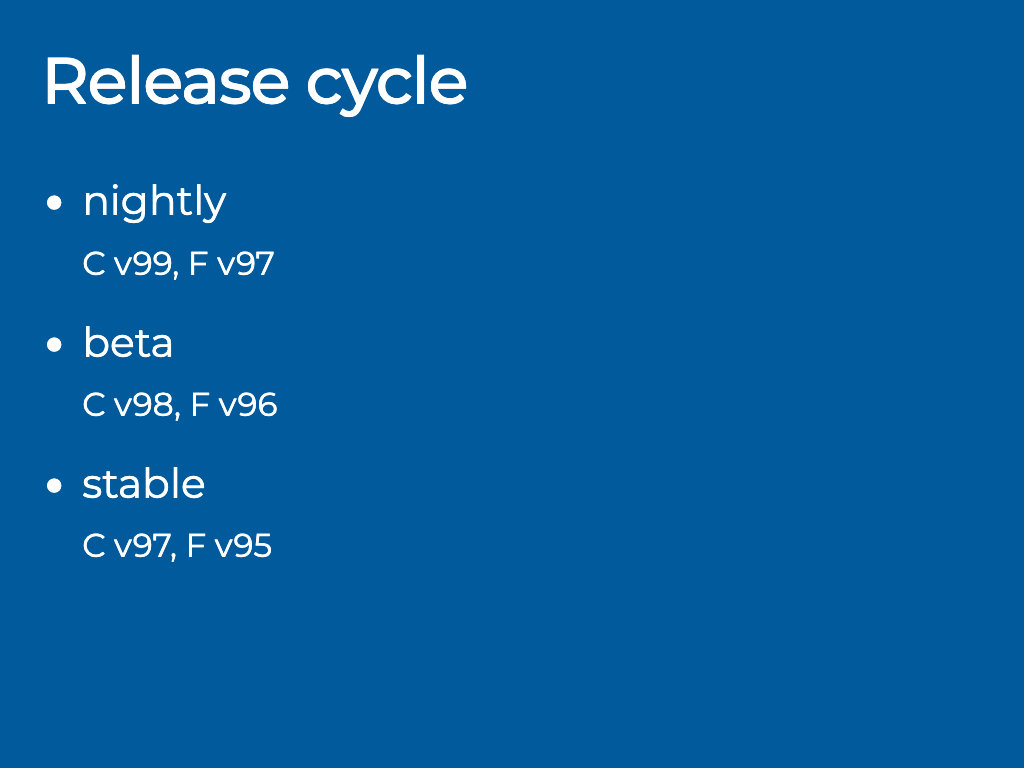 Release cycle
• nightly
C v99, F v97
• beta
C v98, F v96
• stable
C v97, F v95